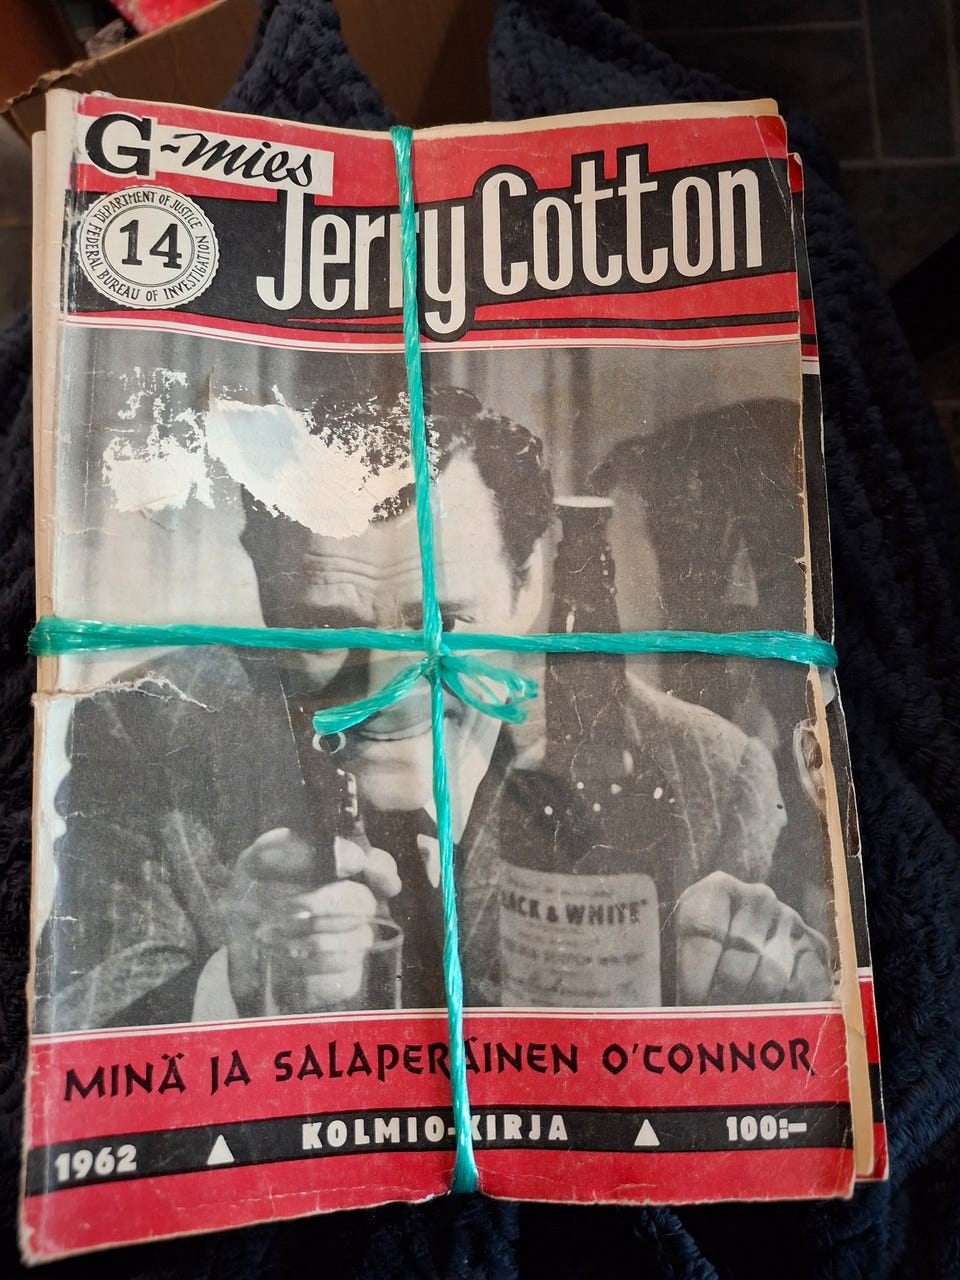 G-mies
Jerry Cotton
DEPARTMENT OF JUSTICE
14
FEDERAL BUREAU OF INVESTIGATION
LACK & WHITE"
MINÄ JA SALAPERÄINEN O'CONNOR
1962 KOLMIO-KIRJA 100:–